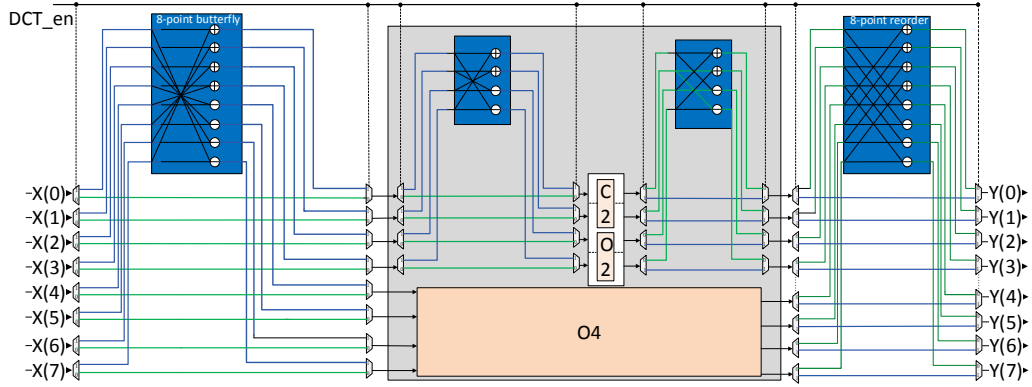 8-point butterfly
8-point reorder
DCT_en
X(0)
C
Y(0)
X(1)
2
Y(1)
X(2)
O
Y(2)
X(3)
2
Y(3)
X(4)
Y(4)
X(5)
O4
Y(5)
X(6)
Y(6)
X(7)
Y(7)